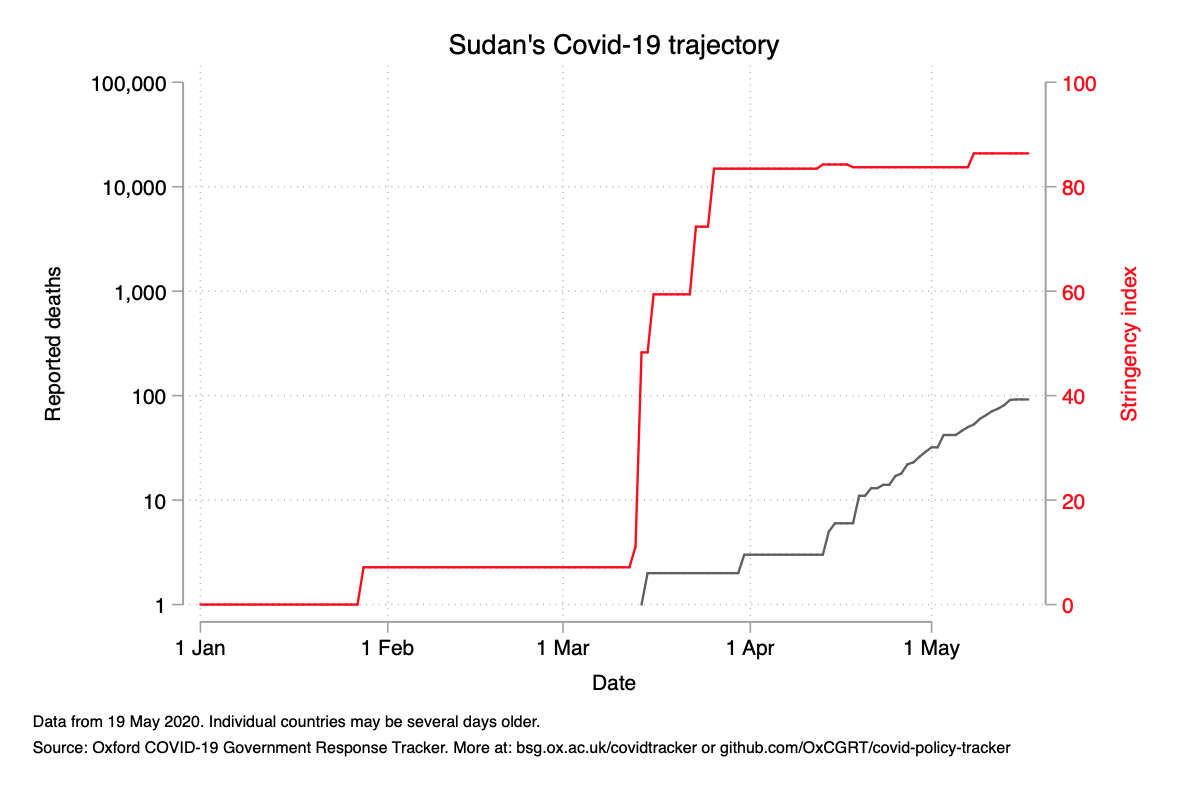 Sudan's Covid-19 trajectory
100,000
10,000
1,000
100
10
1
Reported deaths
100
80
60
40
20
0
Stringency index
1 Jan
1 Feb
1 Mar
1 Apr
1 May
Date
Data from 19 May 2020. Individual countries may be several days older.
Source: Oxford COVID-19 Government Response Tracker. More at: bsg.ox.ac.uk/covidtracker or github.com/OxCGRT/covid-policy-tracker